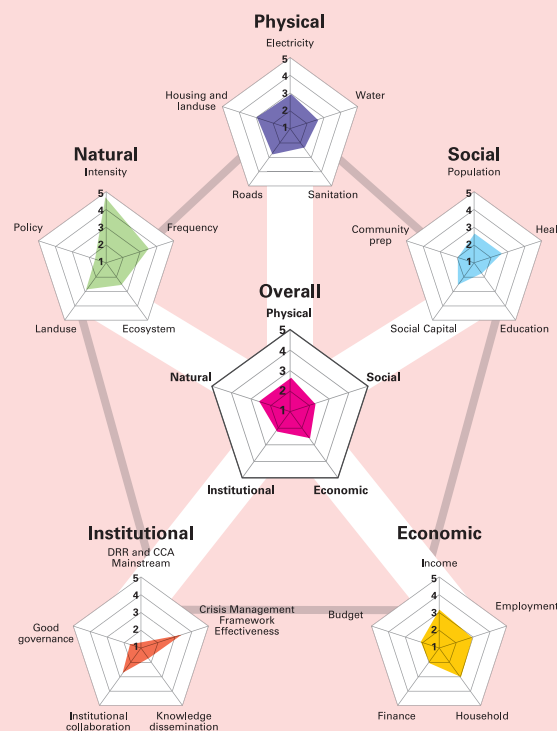 Physical
Electricity
5
4
3
2
1
Housing and
landuse
Water
Roads
Sanitation
Natural
Intensity
5
4
3
2
1
Policy
Frequency
Landuse
Ecosystem
Social
Population
5
4
3
2
1
Community
prep
Heal
Social Capital
Education
Overall
Physical
5
4
3
2
1
Natural
Social
Institutional
Economic
Institutional
DRR and CCA
Mainstream
5
4
3
2
1
Good
governance
Crisis Management
Framework
Effectiveness
Institutional
collaboration
Knowledge
dissemination
Economic
Income
5
4
3
2
1
Budget
Employment
Finance
Household